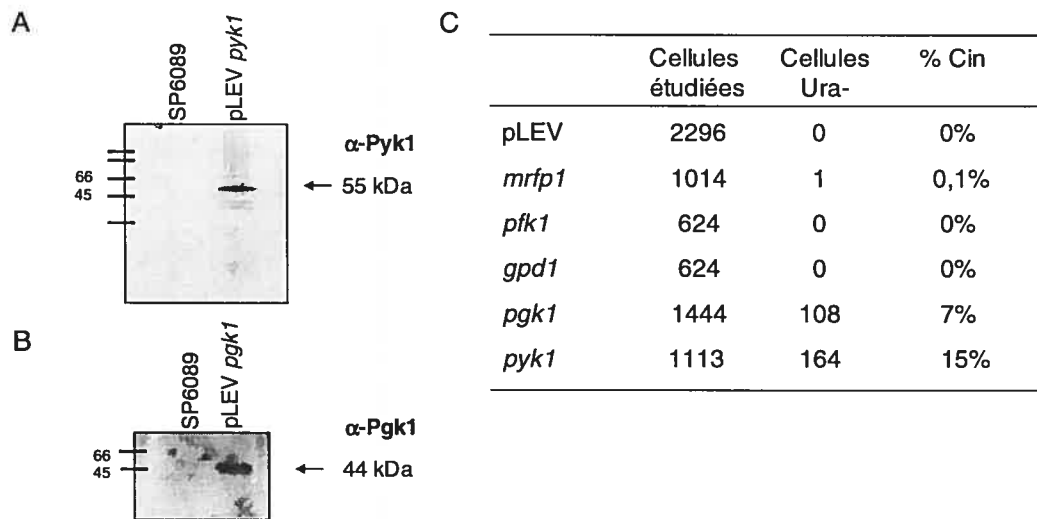 A
SP6089
pLEV pyk1
α-Pyk1
66
45
55 kDa
B
SP6089
pLEV pgk1
α-Pgk1
66
45
44 kDa
C
Cellules étudiées Cellules Ura- % Cin
pLEV 2296 0 0%
mrfp1 1014 1 0,1%
pfk1 624 0 0%
gpd1 624 0 0%
pgk1 1444 108 7%
pyk1 1113 164 15%